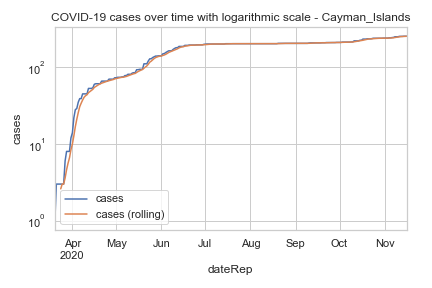 COVID-19 cases over time with logarithmic scale - Cayman_Islands
cases
10²
10¹
10⁰
cases
cases (rolling)
Apr
2020
May
Jun
Jul
Aug
Sep
Oct
Nov
dateRep